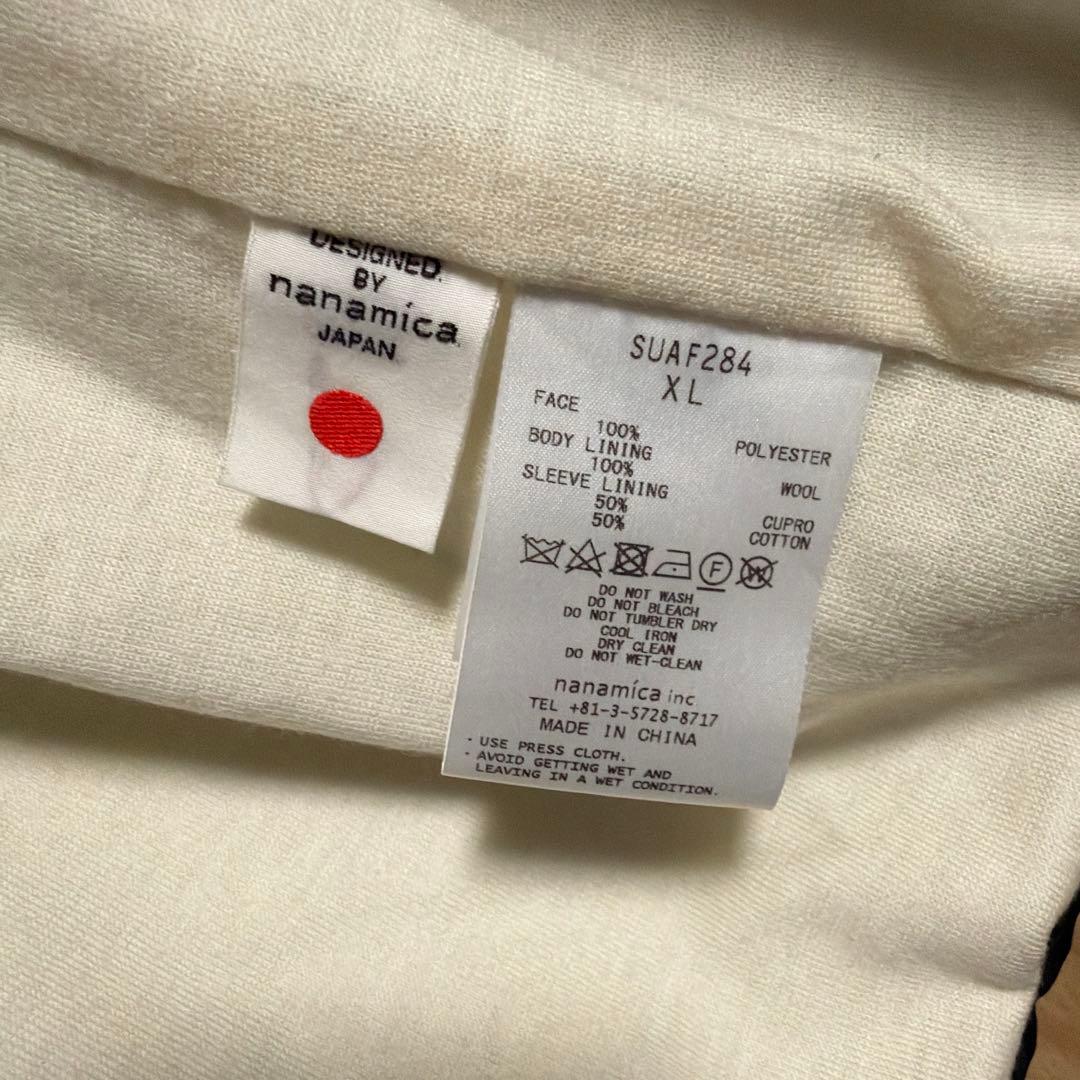 DESIGNED.
BY
nanamíca
JAPAN
SUAF284
XL
FACE
100% POLYESTER
BODY LINING
100% WOOL
SLEEVE LINING
50% CUPRO
50% COTTON
F W
DO NOT WASH
DO NOT BLEACH
DO NOT TUMBLER DRY
COOL IRON
DRY CLEAN
DO NOT WET-CLEAN
nanamíca inc.
TEL +81-3-5728-8717
MADE IN CHINA
・USE PRESS CLOTH.
・AVOID GETTING WET AND
LEAVING IN A WET CONDITION.